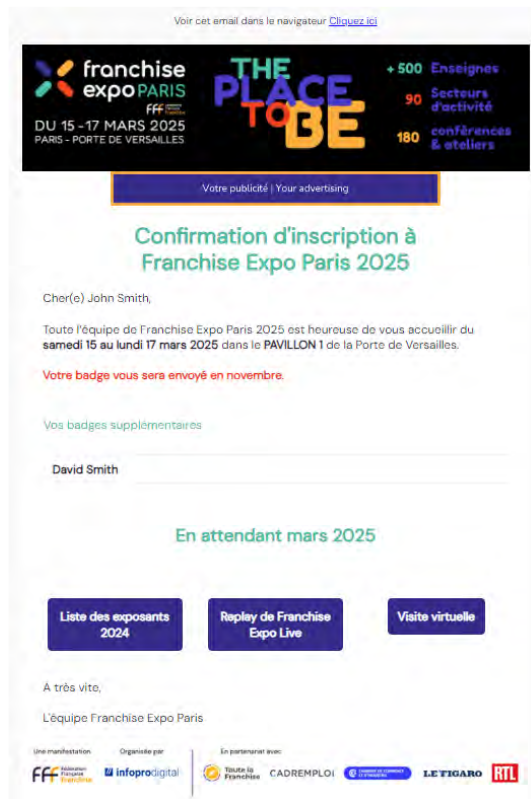 Voir cet email dans le navigateur Cliquez ici
franchise
expo PARIS
fff
DU 15-17 MARS 2025
PARIS - PORTE DE VERSAILLES
THE
PLACE
TO BE
+ 500 Enseignes
90 Secteurs
d'activité
180 conférences
& ateliers
Votre publicité | Your advertising
Confirmation d'inscription à
Franchise Expo Paris 2025
Cher(e) John Smith,
Toute l'équipe de Franchise Expo Paris 2025 est heureuse de vous accueillir du
samedi 15 au lundi 17 mars 2025 dans le PAVILLON 1 de la Porte de Versailles.
Votre badge vous sera envoyé en novembre.
Vos badges supplémentaires
David Smith
En attendant mars 2025
Liste des exposants
2024
Replay de Franchise
Expo Live
Visite virtuelle
A très vite,
L'équipe Franchise Expo Paris
Une manifestation
Organisée par
En partenariat avec
fff Fédération
Française
Franchise
infoprodigital
Toute la
Franchise
CADREMPLOI
LE FIGARO
RTL